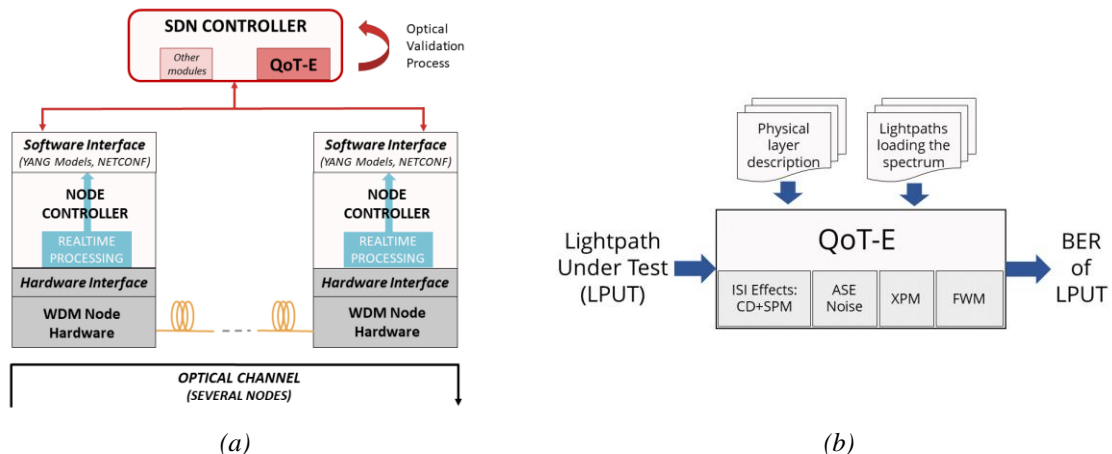 SDN CONTROLLER
Other
modules
QoT-E
Optical
Validation
Process
Software Interface
(YANG Models, NETCONF)
NODE
CONTROLLER
REALTIME
PROCESSING
Hardware Interface
WDM Node
Hardware
Software Interface
(YANG Models, NETCONF)
NODE
CONTROLLER
REALTIME
PROCESSING
Hardware Interface
WDM Node
Hardware
OPTICAL CHANNEL
(SEVERAL NODES)
(a)
Physical
layer
description
Lightpaths
loading the
spectrum
Lightpath
Under Test
(LPUT)
QoT-E
ISI Effects:
CD+SPM
ASE
Noise
XPM
FWM
BER
of
LPUT
(b)